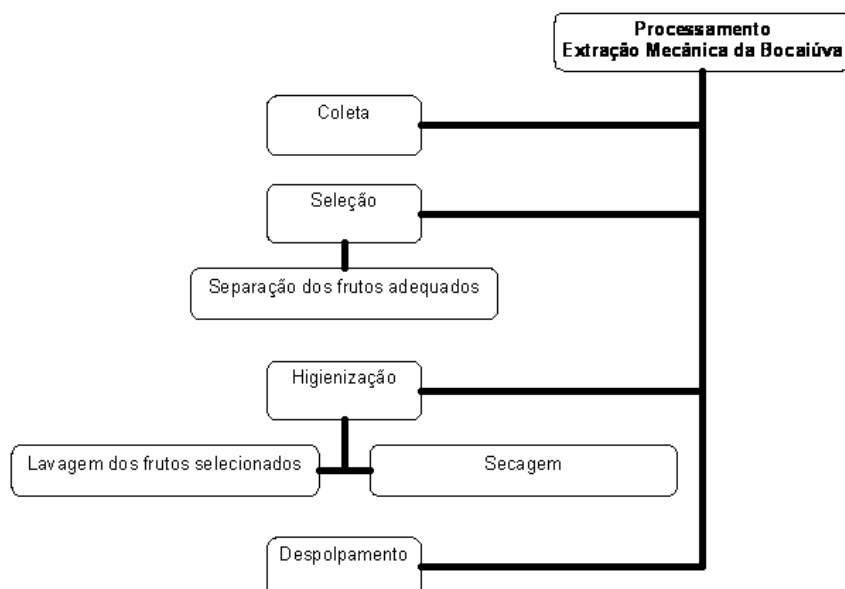 Processamento
Extração Mecânica da Bocaiúva
Coleta
Seleção
Separação dos frutos adequados
Higienização
Lavagem dos frutos selecionados
Secagem
Despolpamento